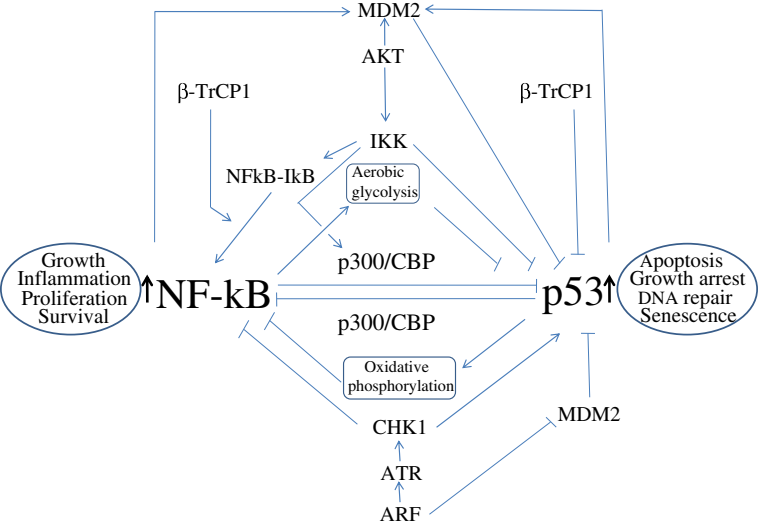 MDM2
AKT
β-TrCP1
β-TrCP1
IKK
NFkB-IkB
Aerobic
glycolysis
p300/CBP
Growth
Inflammation
Proliferation
Survival
NF-kB
p53
Apoptosis
Growth arrest
DNA repair
Senescence
p300/CBP
Oxidative
phosphorylation
CHK1
MDM2
ATR
ARF